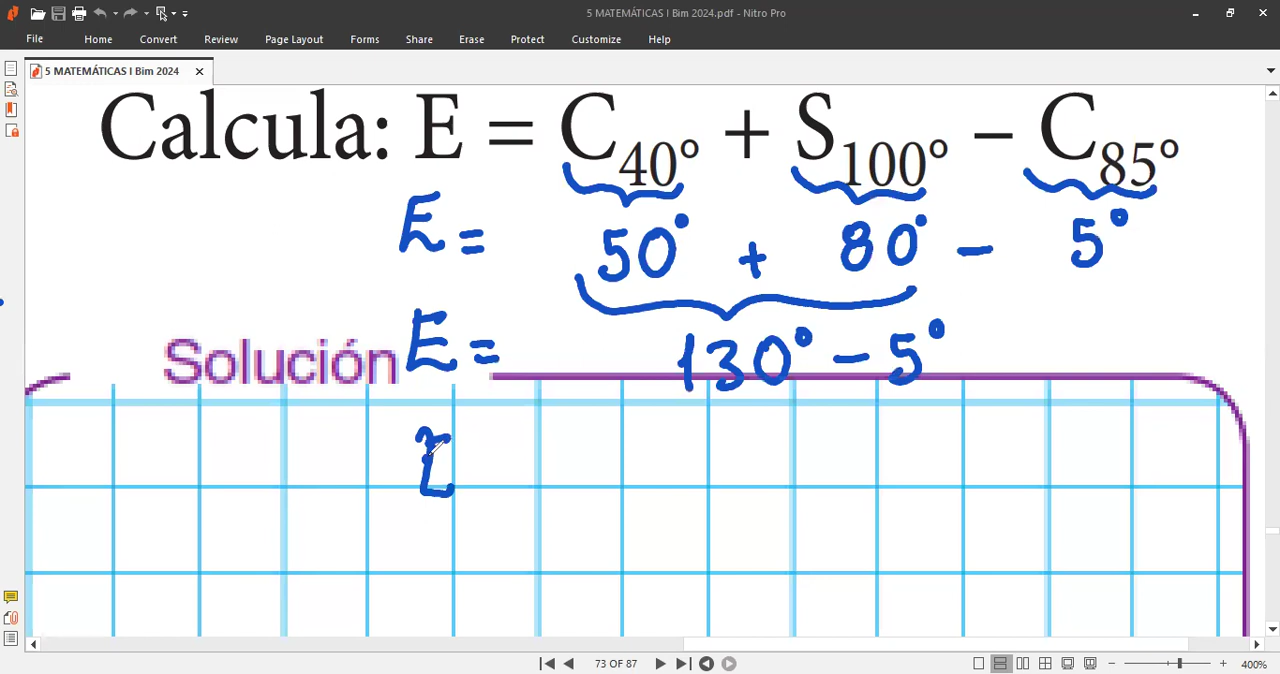 5 MATEMÁTICAS I Bim 2024.pdf - Nitro Pro
File Home Convert Review Page Layout Forms Share Erase Protect Customize Help
5 MATEMÁTICAS I Bim 2024
Calcula: E = C40° + S100° − C85°
E = 50° + 80° − 5°
E = 130° − 5°
Solución
E
73 OF 87
400%